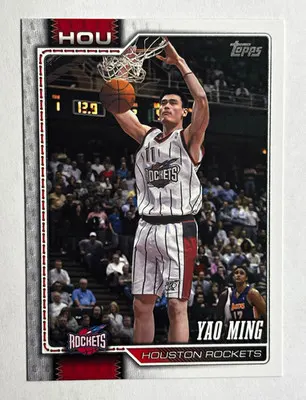 HOU
Topps
1 12.9
11
ROCKETS
YAO MING
ROCKETS
HOUSTON ROCKETS